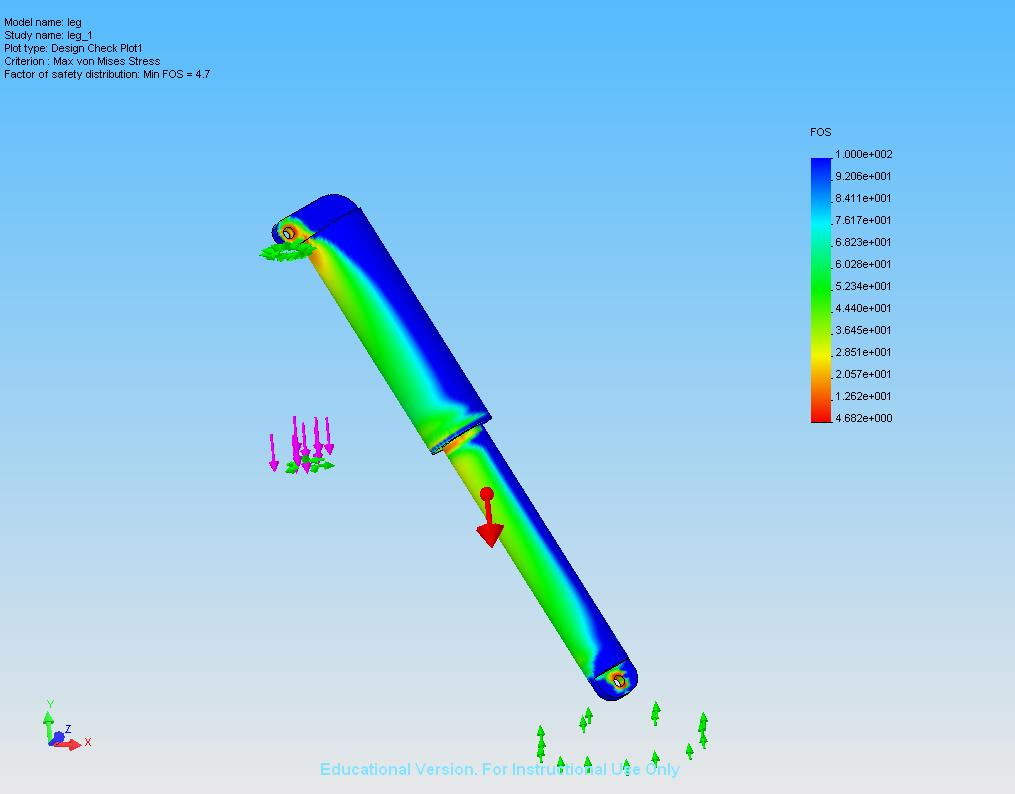 Model name: leg
Study name: leg_1
Plot type: Design Check Plot1
Criterion : Max von Mises Stress
Factor of safety distribution: Min FOS = 4.7
FOS
1.000e+002
9.206e+001
8.411e+001
7.617e+001
6.823e+001
6.028e+001
5.234e+001
4.440e+001
3.645e+001
2.851e+001
2.057e+001
1.262e+001
4.682e+000
Y
Z
X
Educational Version. For Instructional Use Only